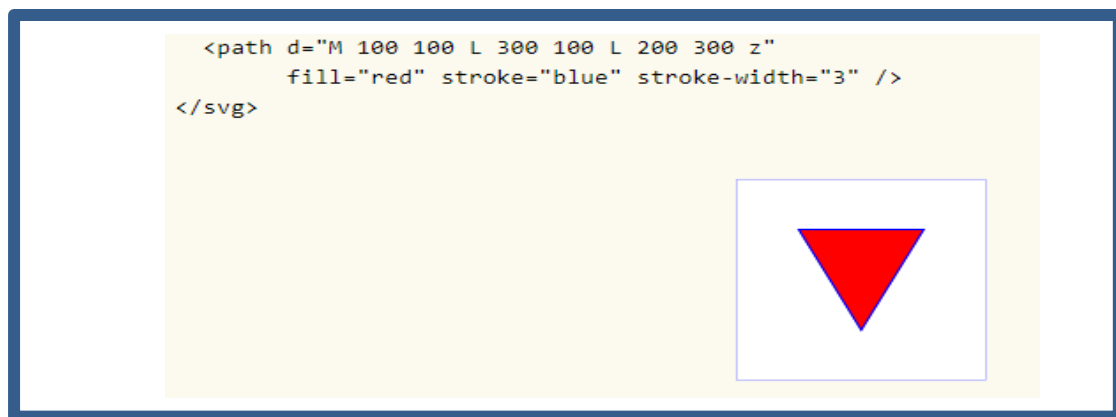 <path d="M 100 100 L 300 100 L 200 300 z"
fill="red" stroke="blue" stroke-width="3" />
</svg>